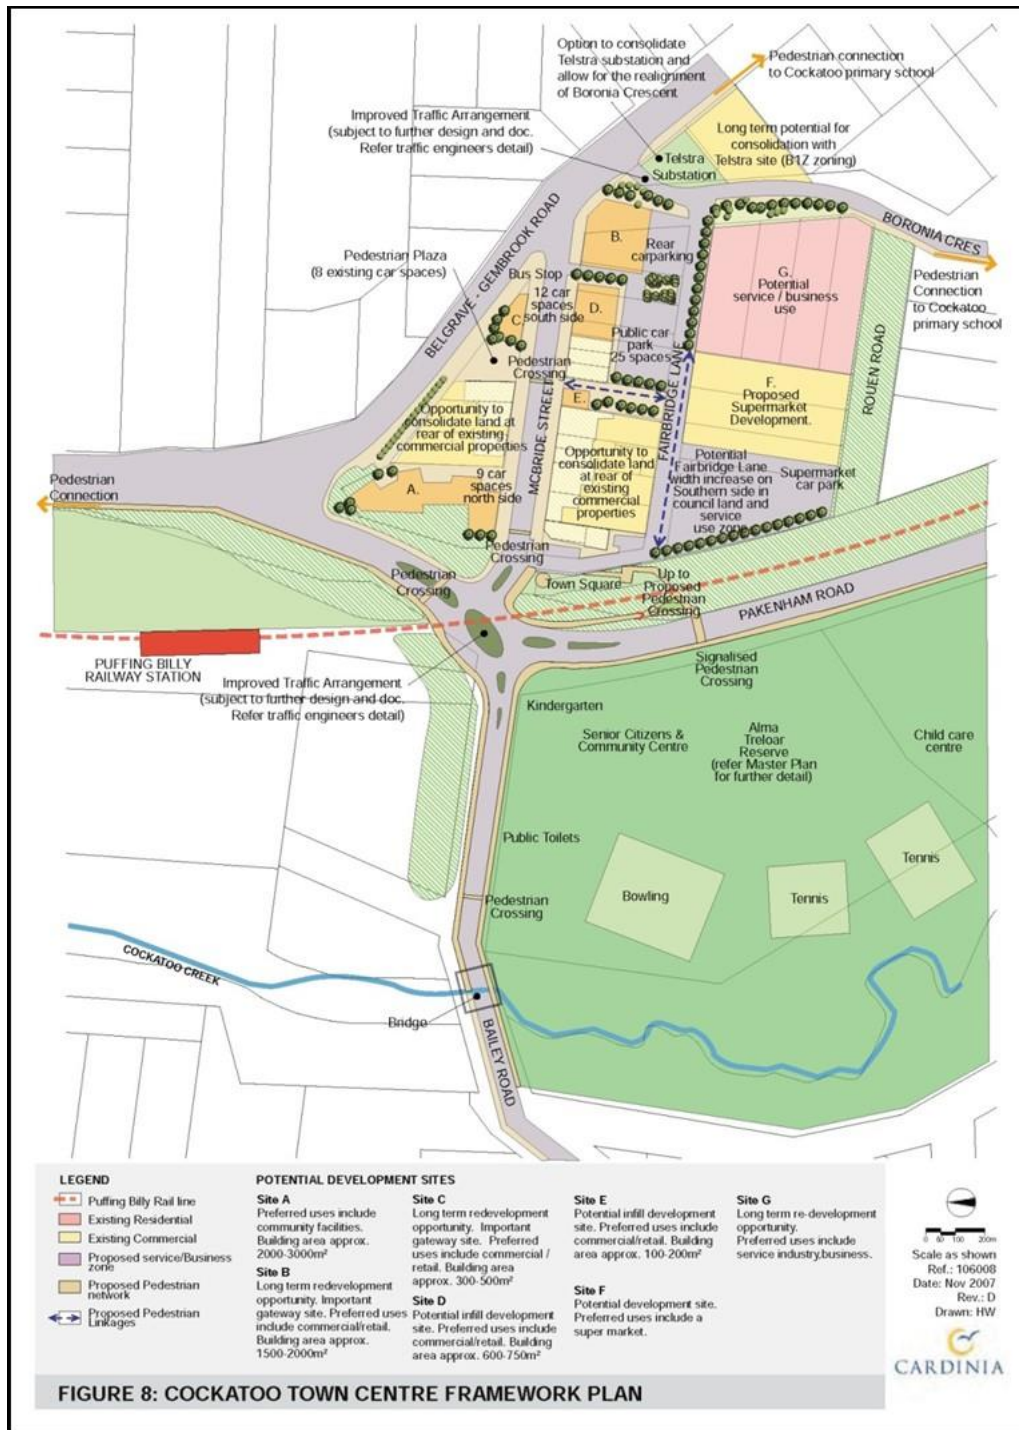 Option to consolidate
Telstra substation and
allow for the realignment
of Boronia Crescent
Pedestrian connection
to Cockatoo primary school
Improved Traffic Arrangement
(subject to further design and doc.
Refer traffic engineers detail)
Long term potential for
consolidation with
Telstra site (B1Z zoning)
Telstra
Substation
BELGRAVE - GEMBROOK ROAD
BORONIA CRES
B.
Rear
carparking
Pedestrian Plaza
(8 existing car spaces)
Bus Stop
12 car
spaces
south side
C.
D.
G.
Potential
service / business
use
Pedestrian
Connection
to Cockatoo
primary school
Public car
park
25 spaces
Pedestrian
Crossing
MCBRIDE STREET
FAIRBRIDGE LANE
ROUEN ROAD
E.
F.
Proposed
Supermarket
Development.
Opportunity to
consolidate land at
rear of existing
commercial properties
Opportunity to
consolidate land
at rear of
existing
commercial
properties
Potential
Fairbridge Lane
width increase on
Southern side in
council land and
service
use zone
Supermarket
car park
Pedestrian
Connection
A.
9 car
spaces
north side
Pedestrian
Crossing
Pedestrian
Crossing
Town Square
Up to
Proposed
Pedestrian
Crossing
PAKENHAM ROAD
PUFFING BILLY
RAILWAY STATION
Signalised
Pedestrian
Crossing
Improved Traffic Arrangement
(subject to further design and doc.
Refer traffic engineers detail)
Kindergarten
Senior Citizens &
Community Centre
Alma
Treloar
Reserve
(refer Master Plan
for further detail)
Child care
centre
Public Toilets
Tennis
Bowling
Tennis
Pedestrian
Crossing
COCKATOO CREEK
Bridge
BAILEY ROAD
LEGEND
Puffing Billy Rail line
Existing Residential
Existing Commercial
Proposed service/Business
zone
Proposed Pedestrian
network
Proposed Pedestrian
Linkages
POTENTIAL DEVELOPMENT SITES
Site A
Preferred uses include
community facilities.
Building area approx.
2000-3000m²
Site B
Long term redevelopment
opportunity. Important
gateway site. Preferred uses
include commercial/retail.
Building area approx.
1500-2000m²
Site C
Long term redevelopment
opportunity. Important
gateway site. Preferred
uses include commercial /
retail. Building area
approx. 300-500m²
Site D
Potential infill development
site. Preferred uses include
commercial/retail. Building
area approx. 600-750m²
Site E
Potential infill development
site. Preferred uses include
commercial/retail. Building
area approx. 100-200m²
Site F
Potential development site.
Preferred uses include a
super market.
Site G
Long term re-development
opportunity.
Preferred uses include
service industry,business.
0 50 100 200m
Scale as shown
Ref.: 106008
Date: Nov 2007
Rev.: D
Drawn: HW
CARDINIA
FIGURE 8: COCKATOO TOWN CENTRE FRAMEWORK PLAN